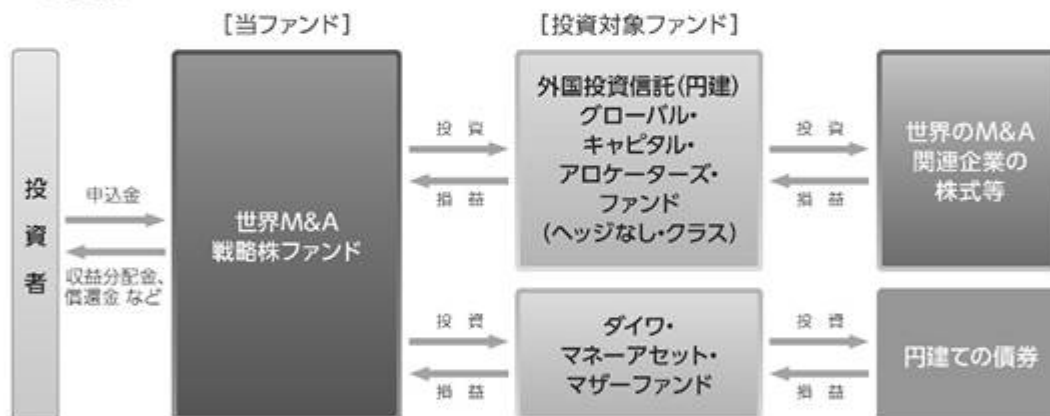 [当ファンド]
[投資対象ファンド]
投資者
申込金
収益分配金、
償還金 など
世界M&A
戦略株ファンド
投 資
損 益
外国投資信託(円建)
グローバル・
キャピタル・
アロケーターズ・
ファンド
(ヘッジなし・クラス)
投 資
損 益
世界のM&A
関連企業の
株式等
投 資
損 益
ダイワ・
マネーアセット・
マザーファンド
投 資
損 益
円建ての債券